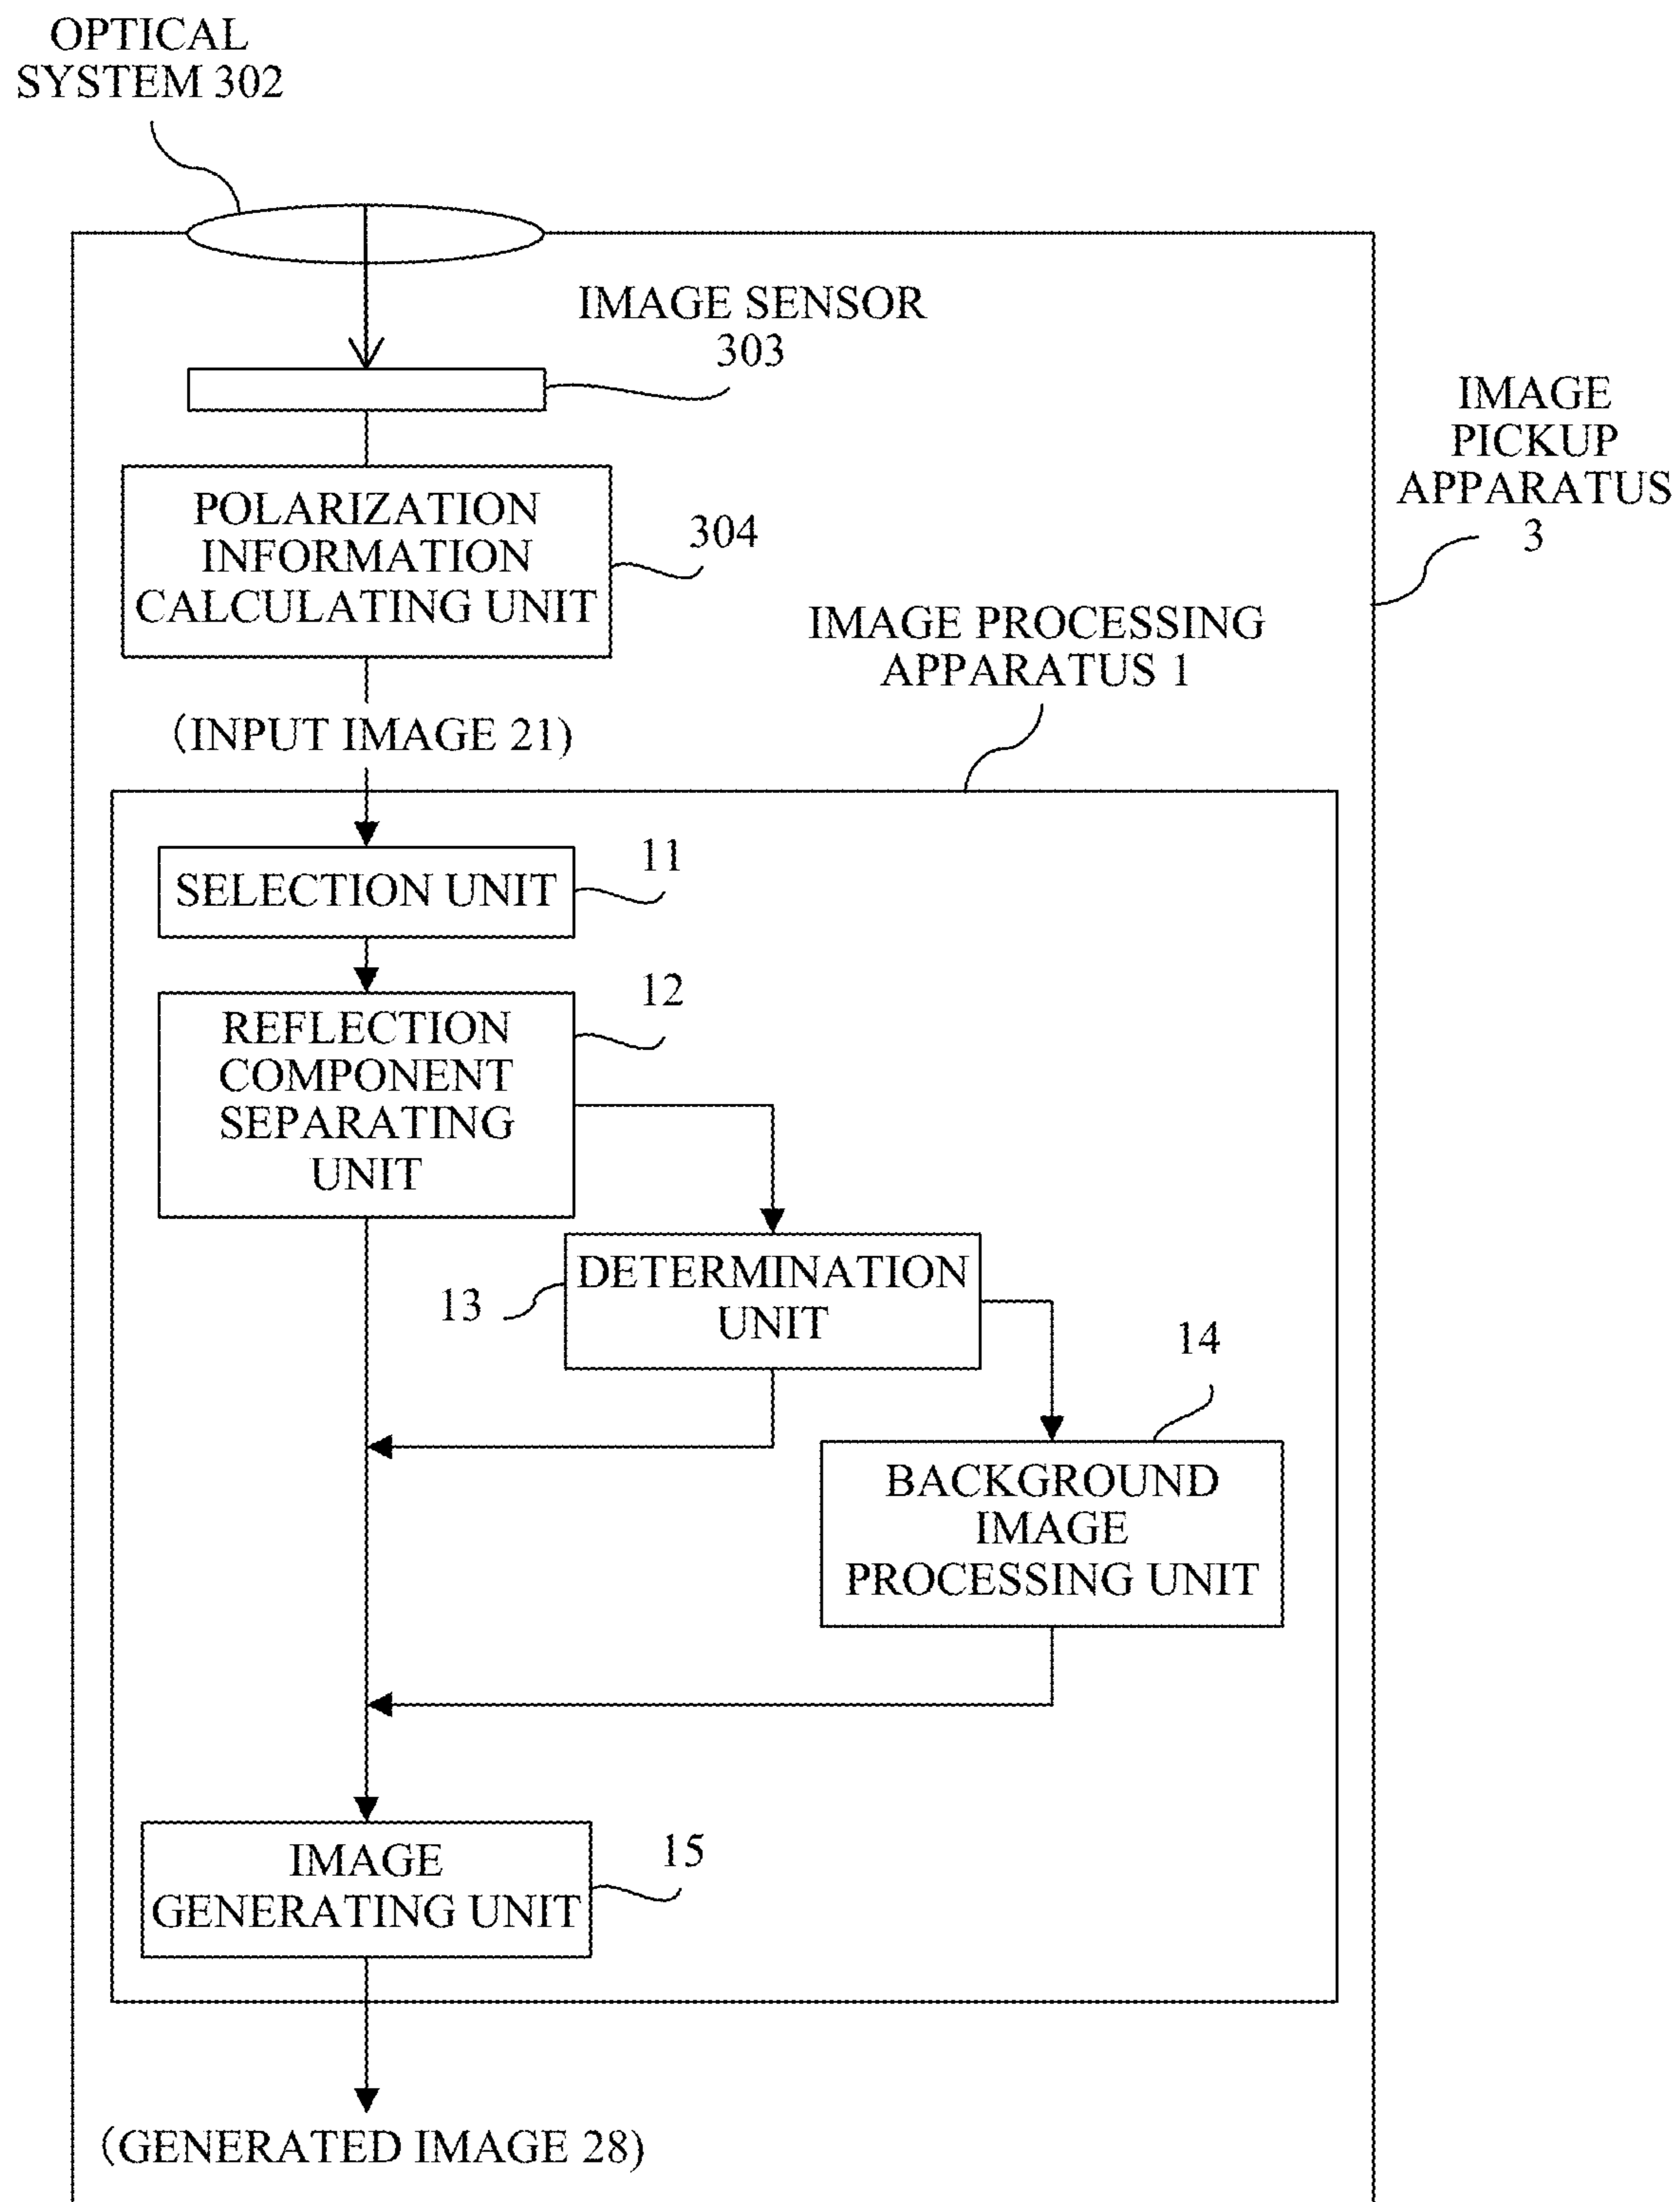 OPTICAL
SYSTEM 302
IMAGE SENSOR
303
IMAGE
PICKUP
APPARATUS
3
POLARIZATION
INFORMATION
CALCULATING UNIT
304
IMAGE PROCESSING
APPARATUS 1
(INPUT IMAGE 21)
SELECTION UNIT
11
REFLECTION
COMPONENT
SEPARATING
UNIT
12
DETERMINATION
UNIT
13
14
BACKGROUND
IMAGE
PROCESSING UNIT
IMAGE
GENERATING UNIT
15
(GENERATED IMAGE 28)